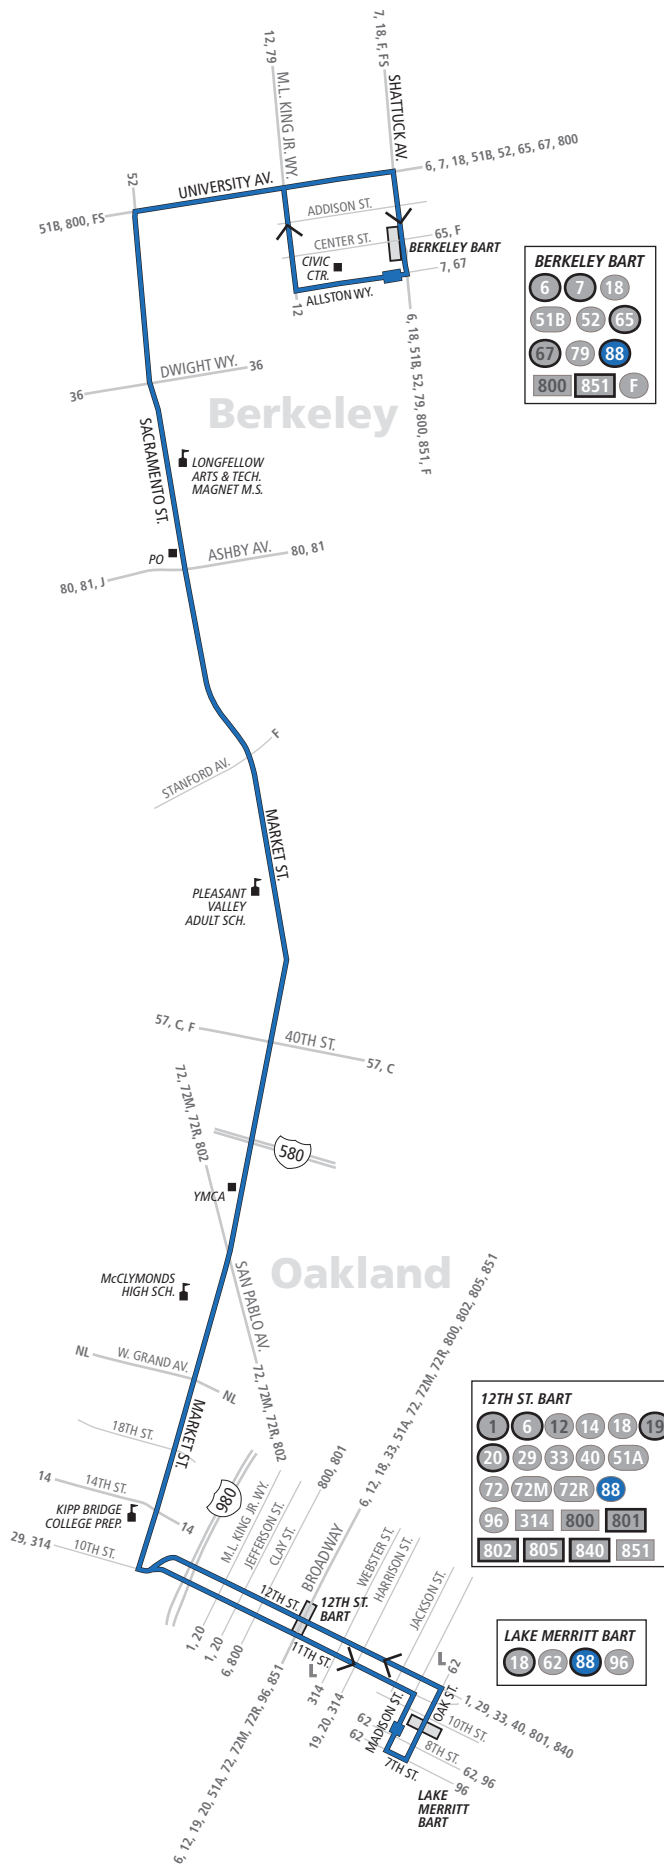 12, 79
M.L. KING JR. WY.
7, 18, F, FS
SHATTUCK AV.
52
UNIVERSITY AV.
6, 7, 18, 51B, 52, 65, 67, 800
51B, 800, FS
ADDISON ST.
CENTER ST.
65, F
BERKELEY BART
CIVIC
CTR.
7, 67
ALLSTON WY.
12
6, 18, 51B, 52, 79, 800, 851, F
BERKELEY BART
6 7 18
51B 52 65
67 79 88
800 851 F
DWIGHT WY.
36
36
Berkeley
SACRAMENTO ST.
LONGFELLOW
ARTS & TECH.
MAGNET M.S.
PO
ASHBY AV.
80, 81
80, 81, J
F
STANFORD AV.
MARKET ST.
PLEASANT
VALLEY
ADULT SCH.
57, C, F
40TH ST.
57, C
72, 72M, 72R, 802
580
YMCA
Oakland
McCLYMONDS
HIGH SCH.
SAN PABLO AV.
72, 72M, 72R, 802
NL
W. GRAND AV.
NL
MARKET ST.
18TH ST.
14
14TH ST.
14
KIPP BRIDGE
COLLEGE PREP.
29, 314
10TH ST.
980
M.L. KING JR. WY.
JEFFERSON ST.
CLAY ST.
800, 801
BROADWAY
6, 12, 18, 33, 51A, 72, 72M, 72R, 800, 802, 805, 851
WEBSTER ST.
HARRISON ST.
JACKSON ST.
12TH ST.
12TH ST.
BART
11TH ST.
1, 20
1, 20
6, 800
6, 12, 19, 20, 51A, 72, 72M, 72R, 96, 851
L
314
19, 20, 314
L
62
MADISON ST.
OAK ST.
1, 29, 33, 40, 801, 840
10TH ST.
62
62
8TH ST.
62, 96
7TH ST.
96
LAKE
MERRITT
BART
12TH ST. BART
1 6 12 14 18 19
20 29 33 40 51A
72 72M 72R 88
96 314 800 801
802 805 840 851
LAKE MERRITT BART
18 62 88 96